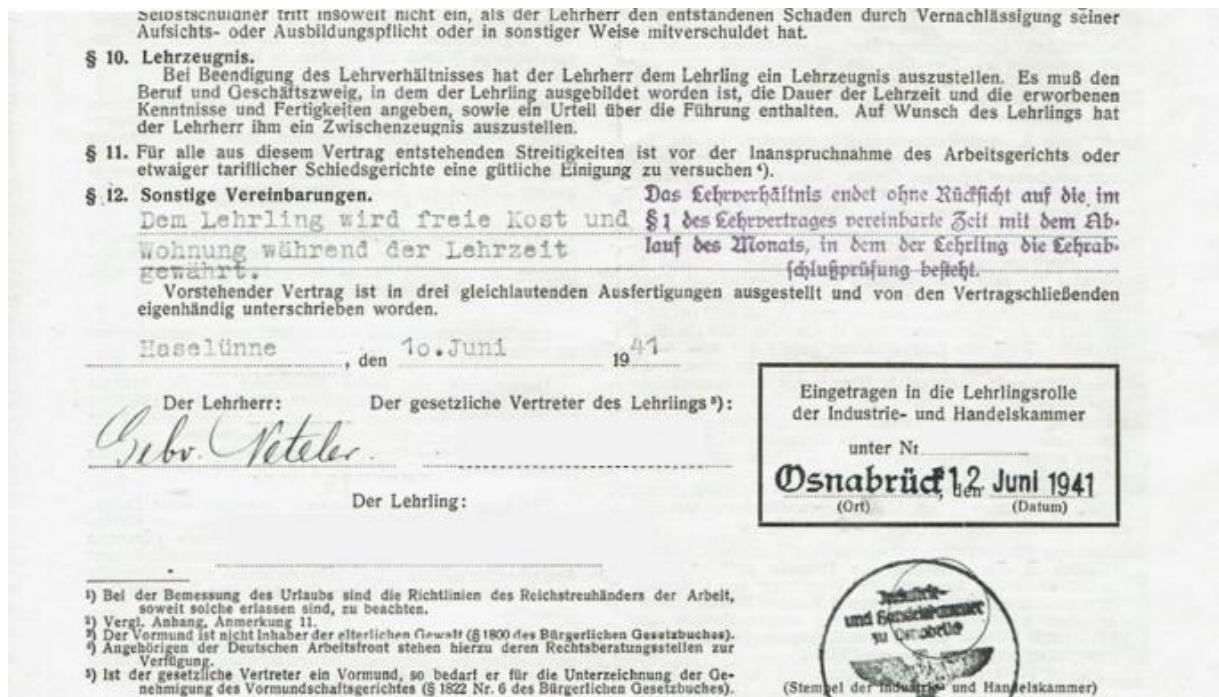 Selbstschuldner tritt insoweit nicht ein, als der Lehrherr den entstandenen Schaden durch Vernachlässigung seiner
Aufsichts- oder Ausbildungspflicht oder in sonstiger Weise mitverschuldet hat.
§ 10. Lehrzeugnis.
Bei Beendigung des Lehrverhältnisses hat der Lehrherr dem Lehrling ein Lehrzeugnis auszustellen. Es muß den
Beruf und Geschäftszweig, in dem der Lehrling ausgebildet worden ist, die Dauer der Lehrzeit und die erworbenen
Kenntnisse und Fertigkeiten angeben, sowie ein Urteil über die Führung enthalten. Auf Wunsch des Lehrlings hat
der Lehrherr ihm ein Zwischenzeugnis auszustellen.
§ 11. Für alle aus diesem Vertrag entstehenden Streitigkeiten ist vor der Inanspruchnahme des Arbeitsgerichts oder
etwaiger tariflicher Schiedsgerichte eine gütliche Einigung zu versuchen ⁴).
§ 12. Sonstige Vereinbarungen.
Dem Lehrling wird freie Kost und
Wohnung während der Lehrzeit
gewährt.
Das Lehrverhältnis endet ohne Rücksicht auf die im
§ 1 des Lehrvertrages vereinbarte Zeit mit dem Ab-
lauf des Monats, in dem der Lehrling die Lehrab-
schlußprüfung besteht.
Vorstehender Vertrag ist in drei gleichlautenden Ausfertigungen ausgestellt und von den Vertragschließenden
eigenhändig unterschrieben worden.
Haselünne, den 10. Juni 1941
Der Lehrherr: Der gesetzliche Vertreter des Lehrlings ⁵):
Gebr. Neteler.
Der Lehrling:
Eingetragen in die Lehrlingsrolle
der Industrie- und Handelskammer
unter Nr
Osnabrück, den 12 Juni 1941
(Ort) (Datum)
¹) Bei der Bemessung des Urlaubs sind die Richtlinien des Reichstreuhänders der Arbeit,
soweit solche erlassen sind, zu beachten.
²) Vergl. Anhang, Anmerkung 11.
³) Der Vormund ist nicht Inhaber der elterlichen Gewalt (§ 1800 des Bürgerlichen Gesetzbuches).
⁴) Angehörigen der Deutschen Arbeitsfront stehen hierzu deren Rechtsberatungsstellen zur
Verfügung.
⁵) Ist der gesetzliche Vertreter ein Vormund, so bedarf er für die Unterzeichnung der Ge-
nehmigung des Vormundschaftsgerichtes (§ 1822 Nr. 6 des Bürgerlichen Gesetzbuches).
Industrie-
und Handelskammer
zu Osnabrück
(Stempel der Industrie- und Handelskammer)